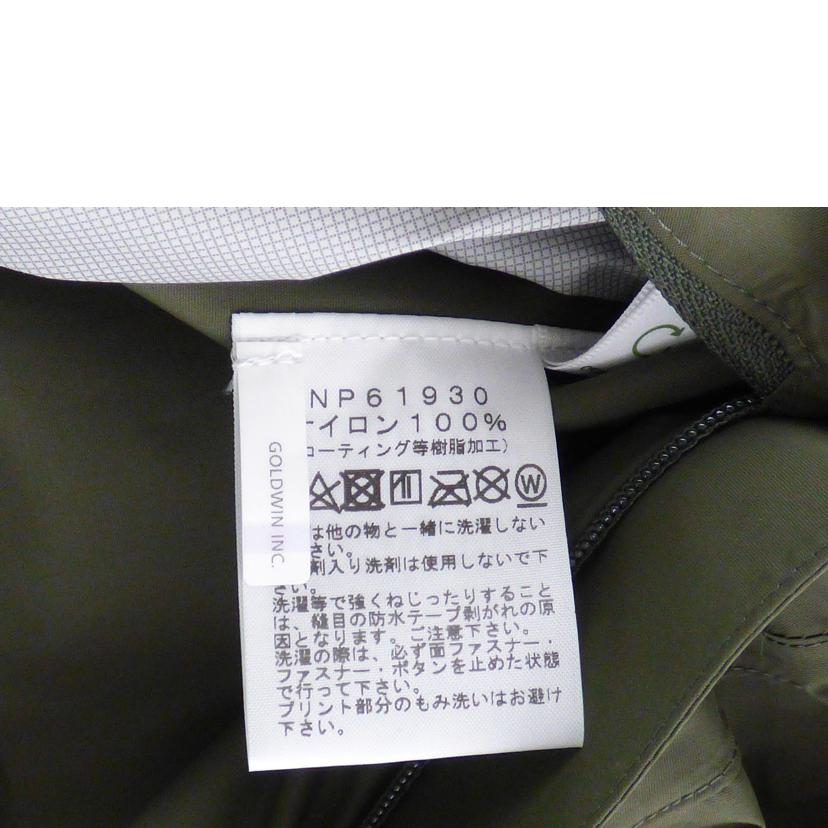 NP61930
イロン100%
コーティング等樹脂加工)
GOLDWIN INC.
W
は他の物と一緒に洗濯しない
さい。
剤入り洗剤は使用しないで下
さい。
洗濯等で強くねじったりすること
は、縫目の防水テープ剥がれの原
因となります。ご注意下さい。
洗濯の際は、必ず面ファスナー・
ファスナー・ボタンを止めた状態
で行って下さい。
プリント部分のもみ洗いはお避け
下さい。